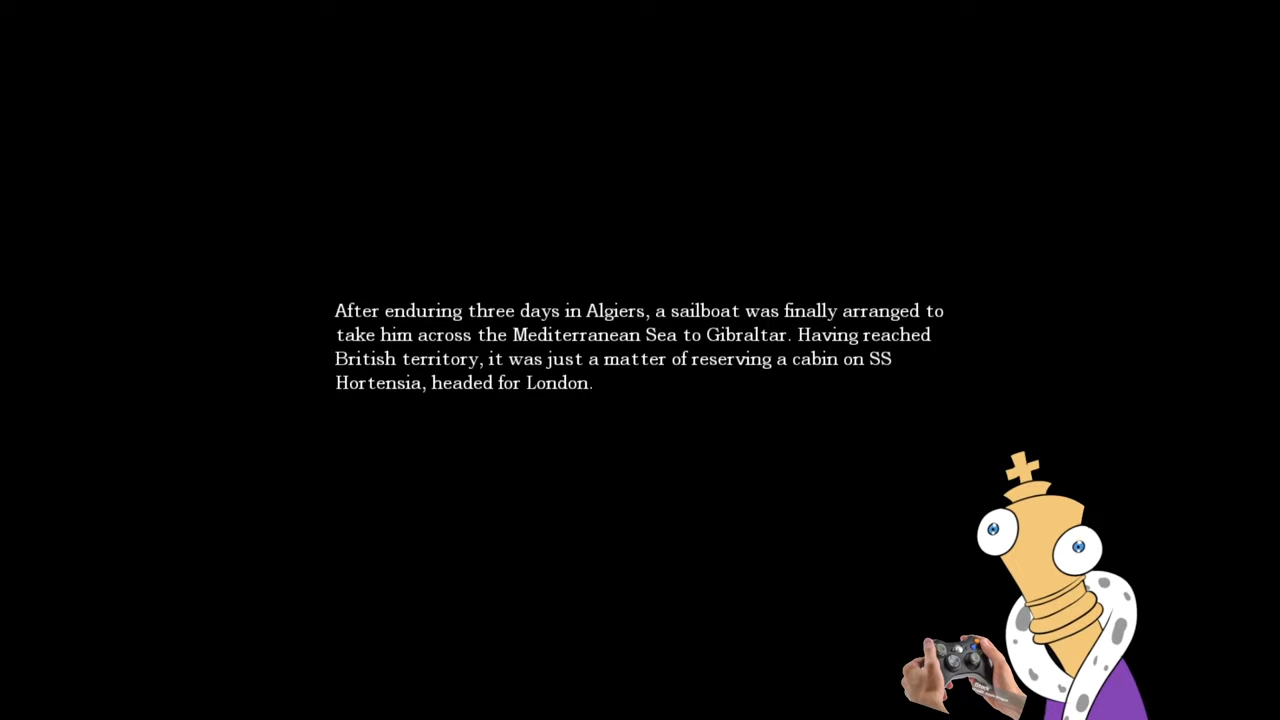 After enduring three days in Algiers, a sailboat was finally arranged to
take him across the Mediterranean Sea to Gibraltar. Having reached
British territory, it was just a matter of reserving a cabin on SS
Hortensia, headed for London.